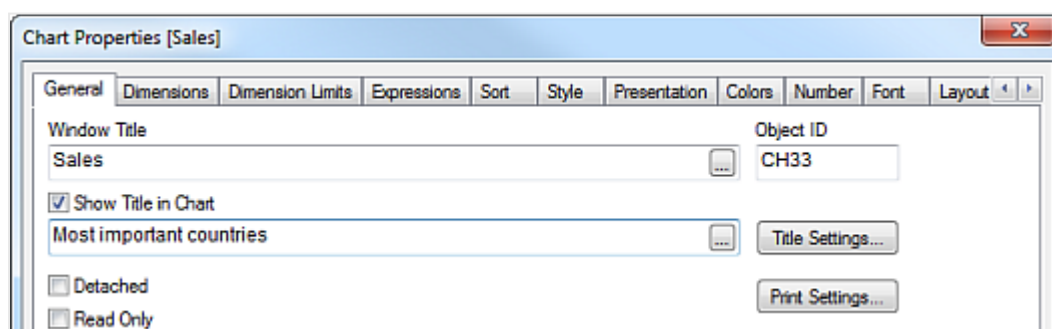 Chart Properties [Sales]
General Dimensions Dimension Limits Expressions Sort Style Presentation Colors Number Font Layout
Window Title Object ID
Sales ... CH33
Show Title in Chart
Most important countries ... Title Settings...
Detached
Print Settings...
Read Only